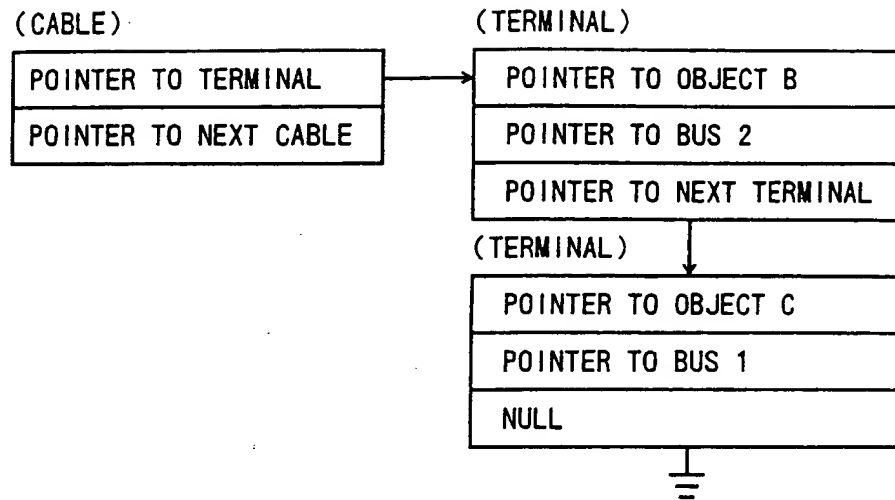 (CABLE)
POINTER TO TERMINAL
POINTER TO NEXT CABLE
(TERMINAL)
POINTER TO OBJECT B
POINTER TO BUS 2
POINTER TO NEXT TERMINAL
(TERMINAL)
POINTER TO OBJECT C
POINTER TO BUS 1
NULL